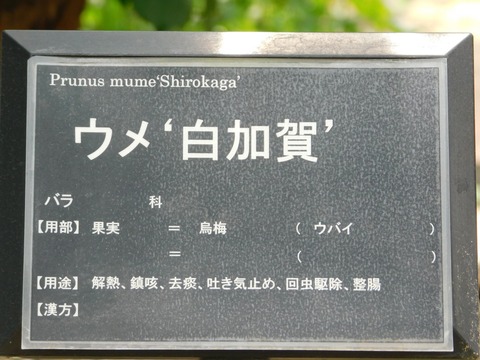 Prunus mume‘Shirokaga’
ウメ‘白加賀’
バラ 科
【用部】 果実 ＝ 烏梅 （ ウバイ ）
＝ （ ）
【用途】 解熱、鎮咳、去痰、吐き気止め、回虫駆除、整腸
【漢方】